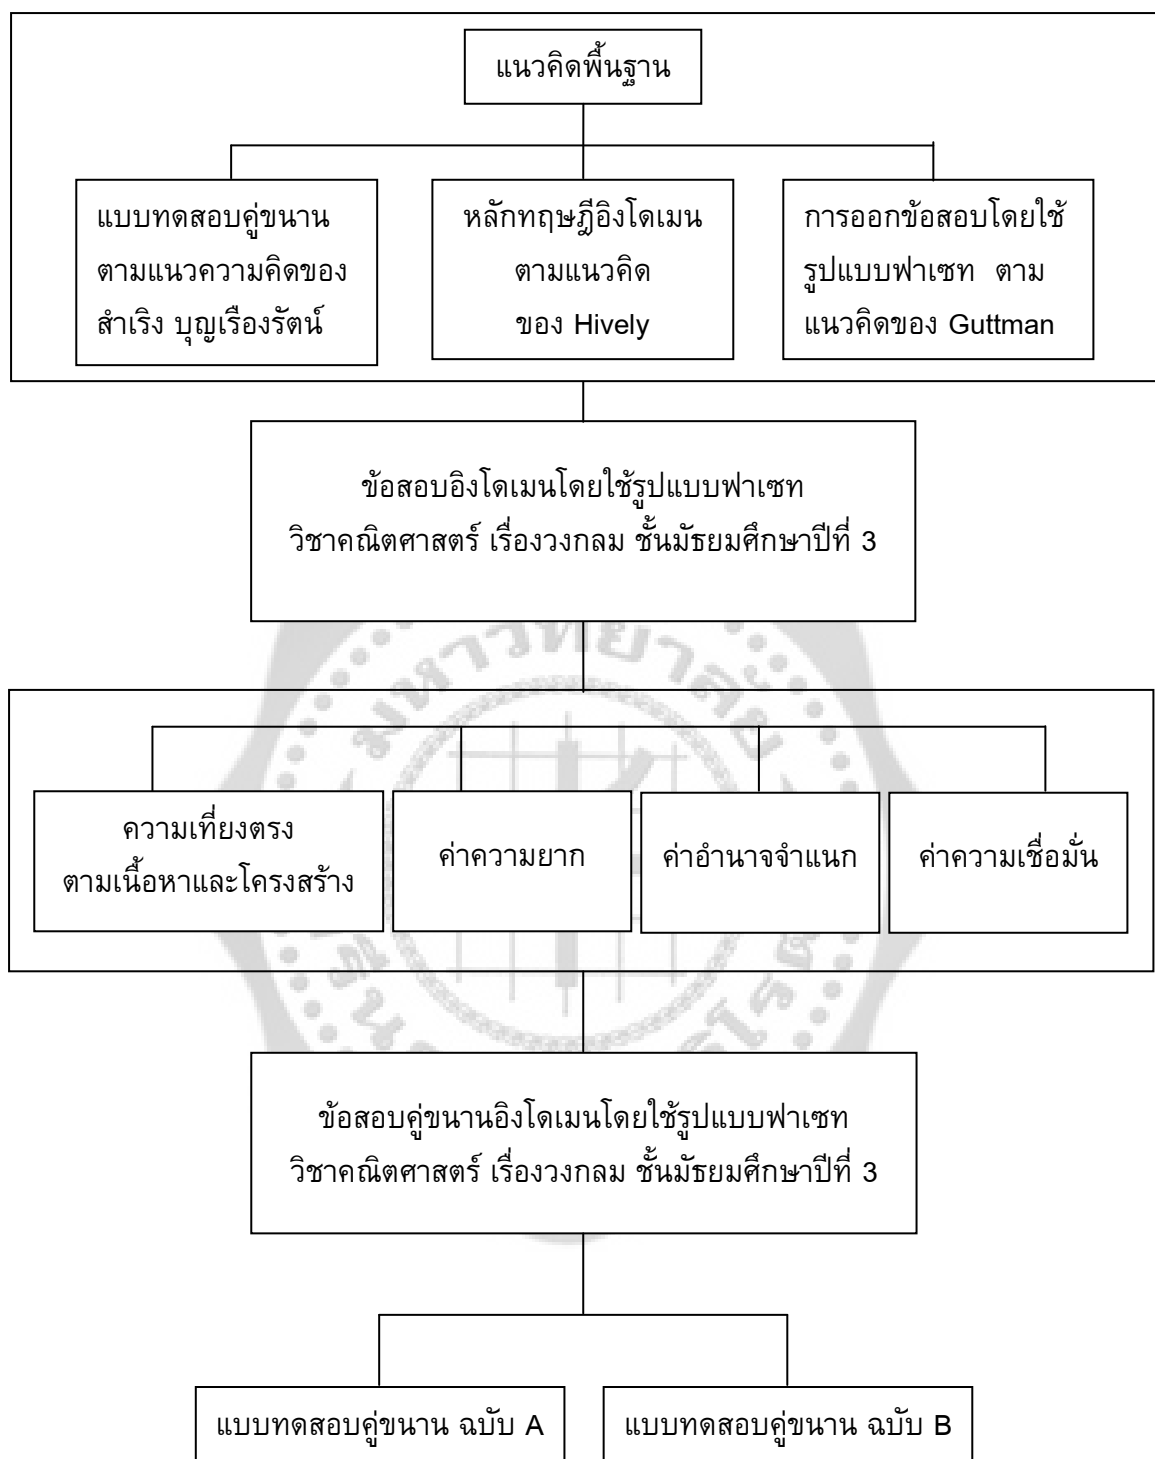 แนวคิดพื้นฐาน
แบบทดสอบคู่ขนาน
ตามแนวความคิดของ
สำเริง บุญเรืองรัตน์
หลักทฤษฎีอิงโดเมน
ตามแนวคิด
ของ Hively
การออกข้อสอบโดยใช้
รูปแบบฟาเซท ตาม
แนวคิดของ Guttman
ข้อสอบอิงโดเมนโดยใช้รูปแบบฟาเซท
วิชาคณิตศาสตร์ เรื่องวงกลม ชั้นมัธยมศึกษาปีที่ 3
มหาวิทยาลัย
ความเที่ยงตรง
ตามเนื้อหาและโครงสร้าง
ค่าความยาก
ค่าอำนาจจำแนก
ค่าความเชื่อมั่น
ข้อสอบคู่ขนานอิงโดเมนโดยใช้รูปแบบฟาเซท
วิชาคณิตศาสตร์ เรื่องวงกลม ชั้นมัธยมศึกษาปีที่ 3
แบบทดสอบคู่ขนาน ฉบับ A
แบบทดสอบคู่ขนาน ฉบับ B